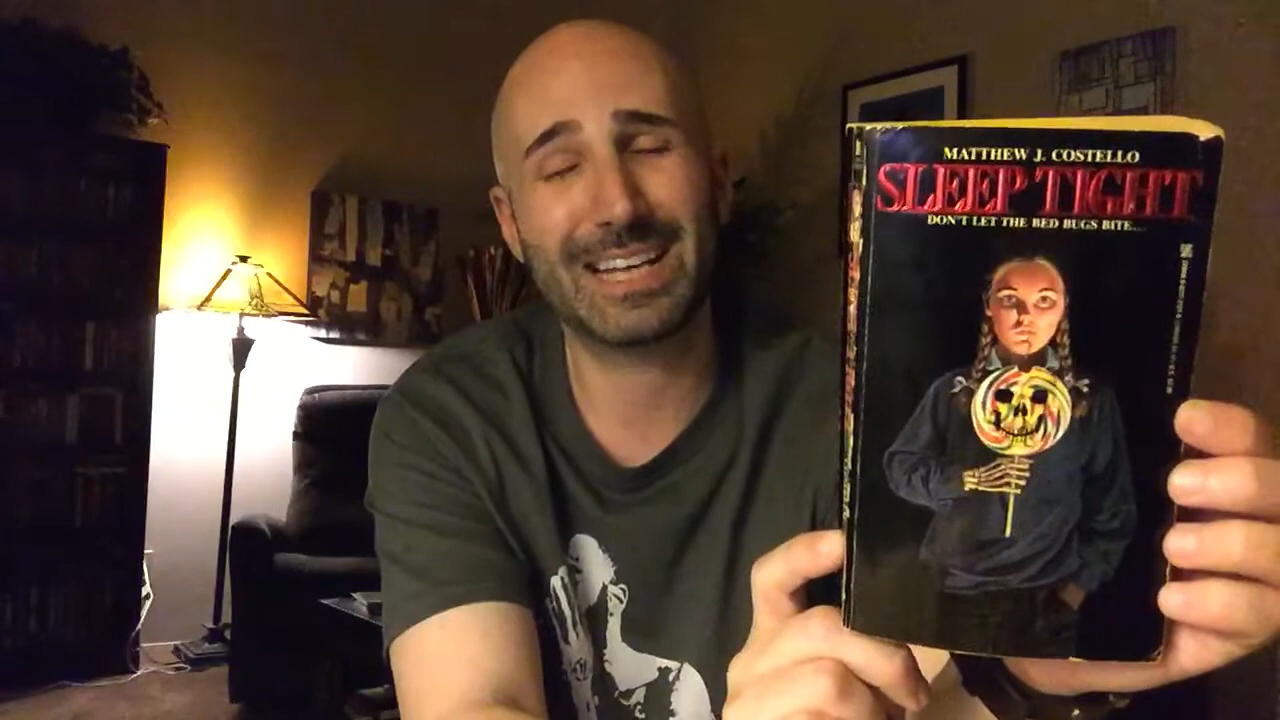 MATTHEW J. COSTELLO
SLEEP TIGHT
DON'T LET THE BED BUGS BITE...